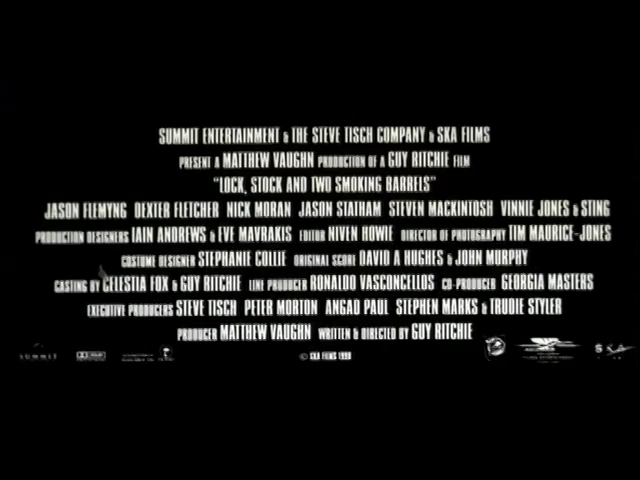 SUMMIT ENTERTAINMENT & THE STEVE TISCH COMPANY & SKA FILMS
PRESENT A MATTHEW VAUGHN PRODUCTION OF A GUY RITCHIE FILM
"LOCK, STOCK AND TWO SMOKING BARRELS"
JASON FLEMYNG DEXTER FLETCHER NICK MORAN JASON STATHAM STEVEN MACKINTOSH VINNIE JONES & STING
PRODUCTION DESIGNERS IAIN ANDREWS & EVE MAVRAKIS EDITOR NIVEN HOWIE DIRECTOR OF PHOTOGRAPHY TIM MAURICE-JONES
COSTUME DESIGNER STEPHANIE COLLIE ORIGINAL SCORE DAVID A HUGHES & JOHN MURPHY
CASTING BY CELESTIA FOX & GUY RITCHIE LINE PRODUCER RONALDO VASCONCELLOS CO-PRODUCER GEORGIA MASTERS
EXECUTIVE PRODUCERS STEVE TISCH PETER MORTON ANGAD PAUL STEPHEN MARKS & TRUDIE STYLER
PRODUCER MATTHEW VAUGHN WRITTEN & DIRECTED BY GUY RITCHIE
SUMMIT © SKA FILMS 1998 SKA